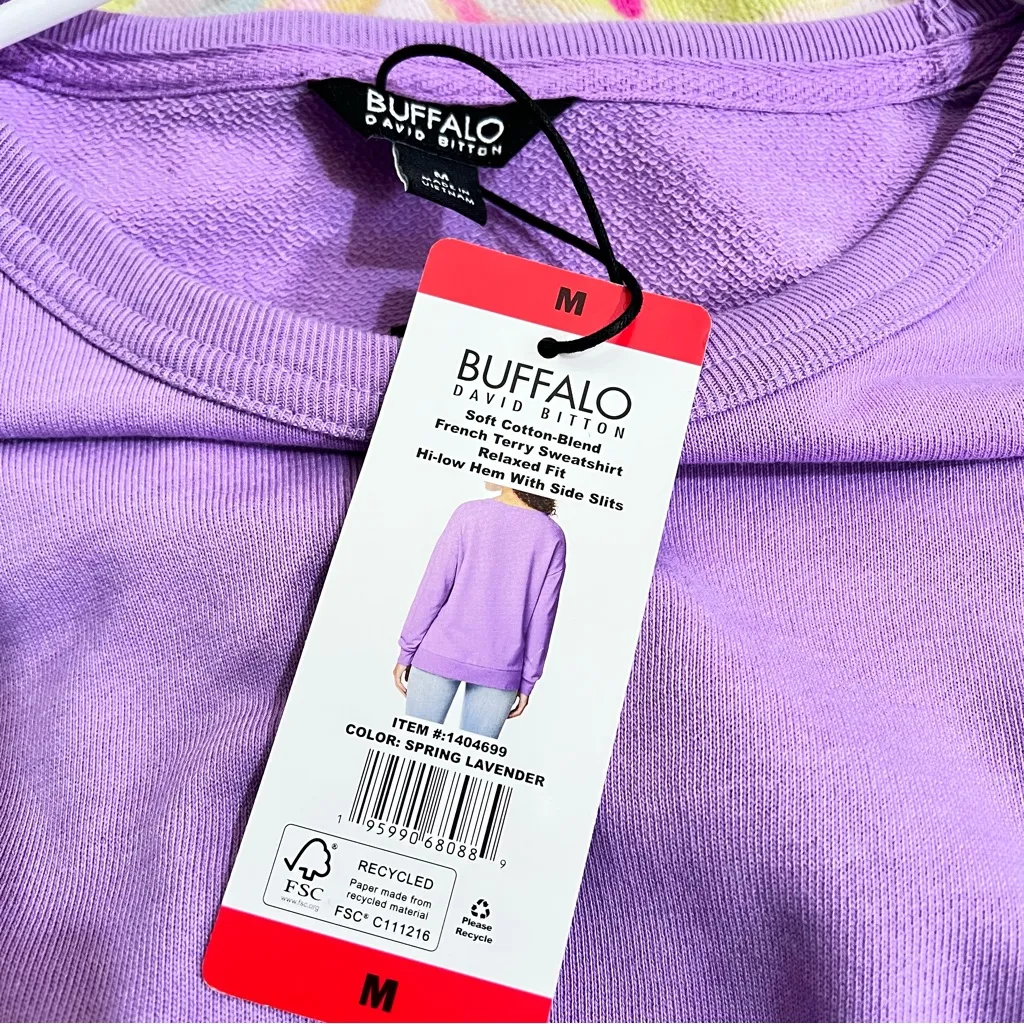 BUFFALO
DAVID BITTON
M
MADE IN
VIETNAM
M
BUFFALO
DAVID BITTON
Soft Cotton-Blend
French Terry Sweatshirt
Relaxed Fit
Hi-low Hem With Side Slits
ITEM #:1404699
COLOR: SPRING LAVENDER
1 95990 68088 9
FSC®
www.fsc.org
RECYCLED
Paper made from
recycled material
FSC® C111216
Please
Recycle
M